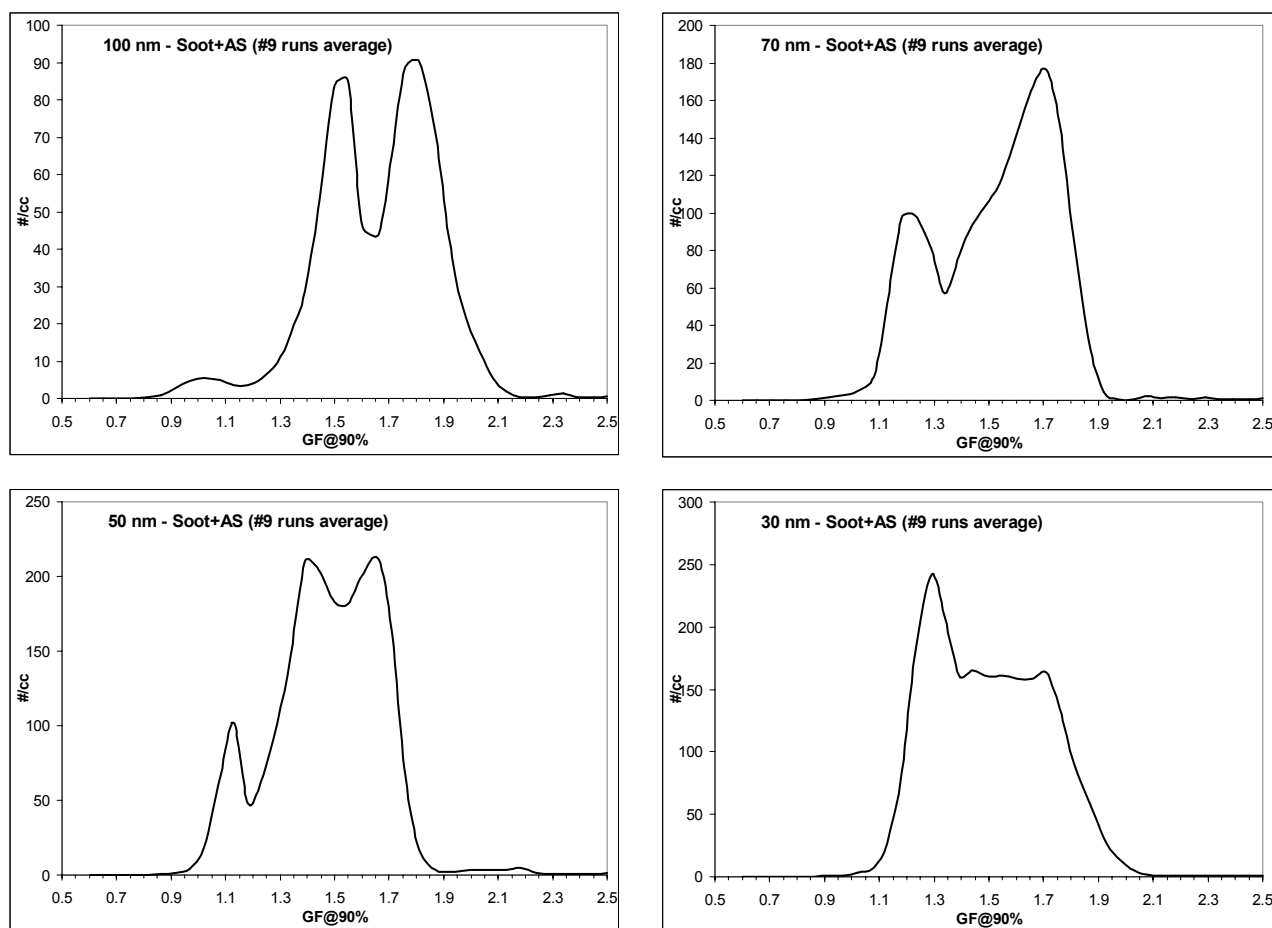 100 nm - Soot+AS (#9 runs average)
#/cc
100
90
80
70
60
50
40
30
20
10
0
0.5 0.7 0.9 1.1 1.3 1.5 1.7 1.9 2.1 2.3 2.5
GF@90%
70 nm - Soot+AS (#9 runs average)
#/cc
200
180
160
140
120
100
80
60
40
20
0
0.5 0.7 0.9 1.1 1.3 1.5 1.7 1.9 2.1 2.3 2.5
GF@90%
50 nm - Soot+AS (#9 runs average)
#/cc
250
200
150
100
50
0
0.5 0.7 0.9 1.1 1.3 1.5 1.7 1.9 2.1 2.3 2.5
GF@90%
30 nm - Soot+AS (#9 runs average)
#/cc
300
250
200
150
100
50
0
0.5 0.7 0.9 1.1 1.3 1.5 1.7 1.9 2.1 2.3 2.5
GF@90%